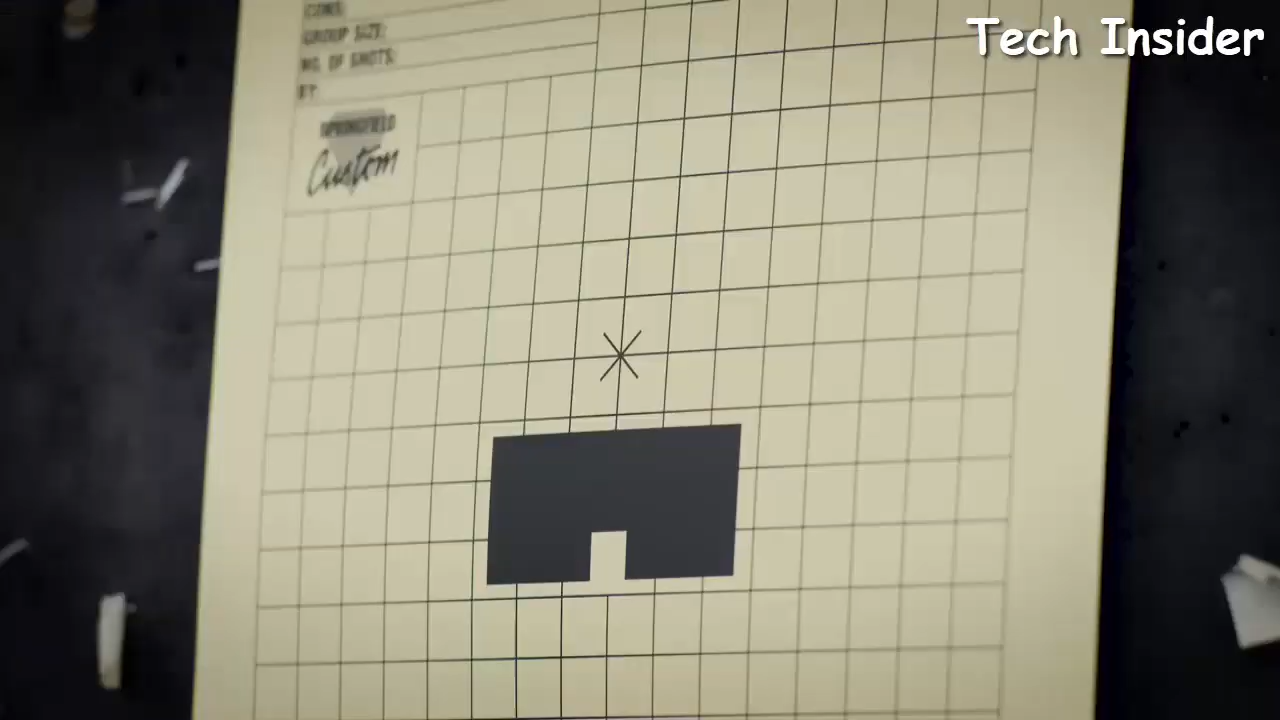 Tech Insider
GROUP SIZE:
NO. OF SHOTS:
BY:
SPRINGFIELD
Custom